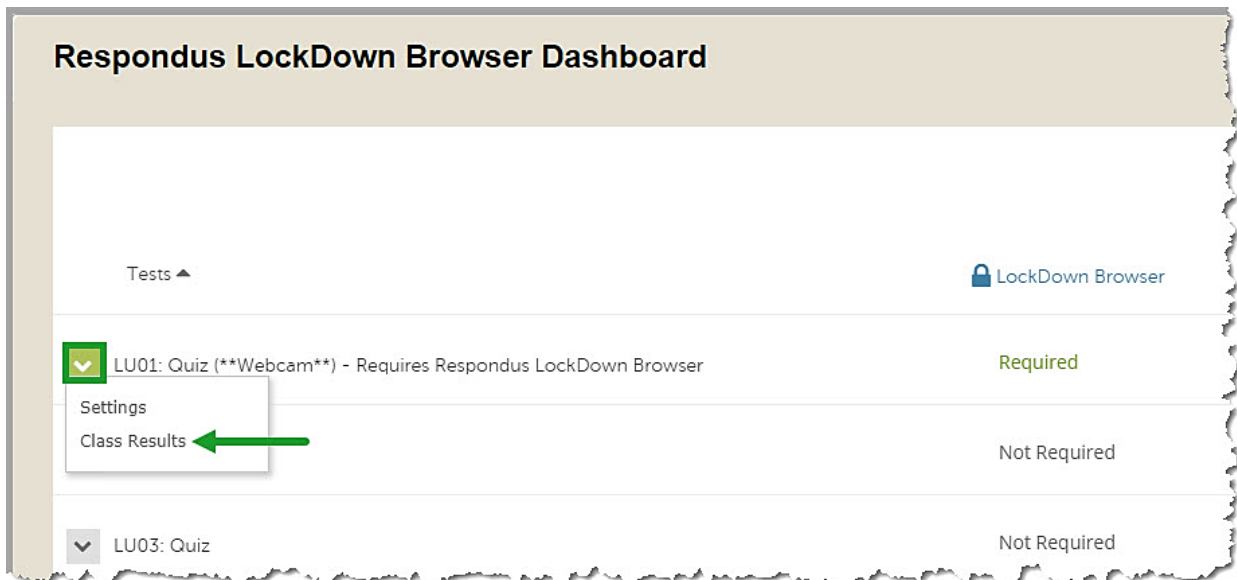 Respondus LockDown Browser Dashboard
Tests
LockDown Browser
LU01: Quiz (**Webcam**) - Requires Respondus LockDown Browser
Required
Settings
Class Results
Not Required
LU03: Quiz
Not Required